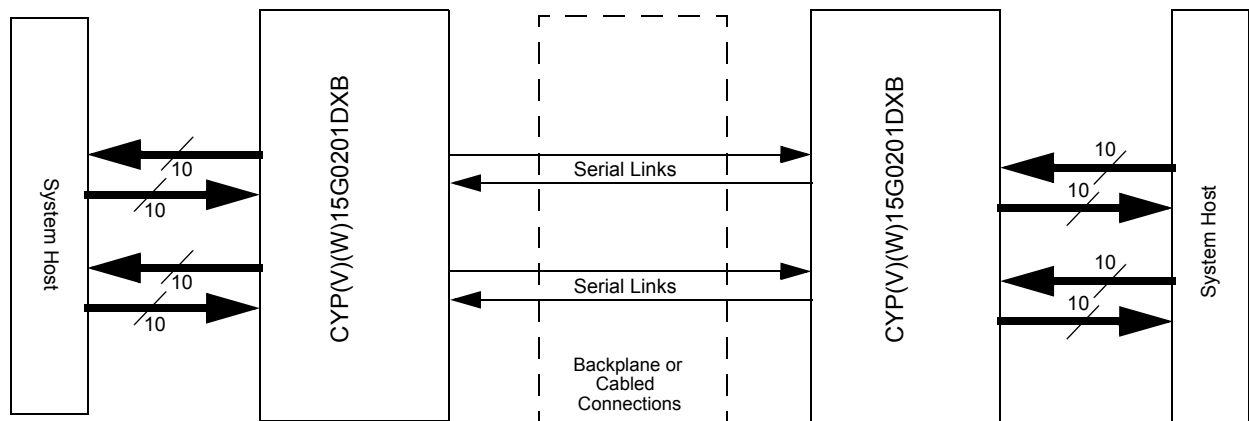 System Host
10
10
10
10
CYP(V)(W)15G0201DXB
Serial Links
Serial Links
Backplane or
Cabled
Connections
CYP(V)(W)15G0201DXB
10
10
10
10
System Host